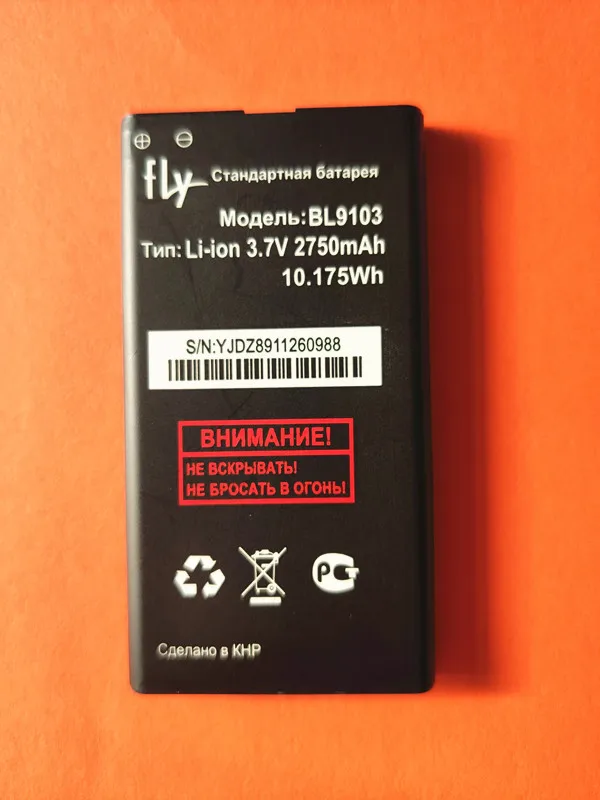 fly Стандартная батарея
Модель:BL9103
Тип: Li-ion 3.7V 2750mAh
10.175Wh
S/N:YJDZ8911260988
ВНИМАНИЕ!
НЕ ВСКРЫВАТЬ!
НЕ БРОСАТЬ В ОГОНЬ!
РСТ
Сделано в КНР